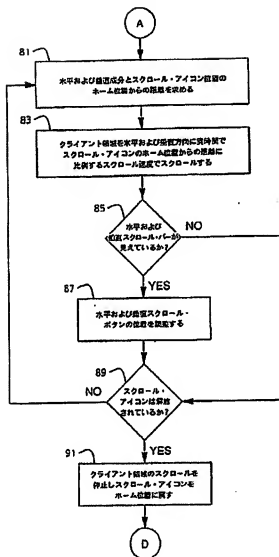 A
81
水平および垂直成分とスクロール・アイコン位置の
ホーム位置からの距離を求める
83
クライアント領域を水平および垂直方向に実時間で
スクロール・アイコンのホーム位置からの距離に
比例するスクロール速度でスクロールする
85
水平および
垂直スクロール・バーが
見えているか?
NO
YES
87
水平および垂直スクロール・
ボタンの位置を調整する
89
スクロール・
アイコンは解放
されているか?
NO
YES
91
クライアント領域のスクロールを
停止しスクロール・アイコンを
ホーム位置に戻す
D